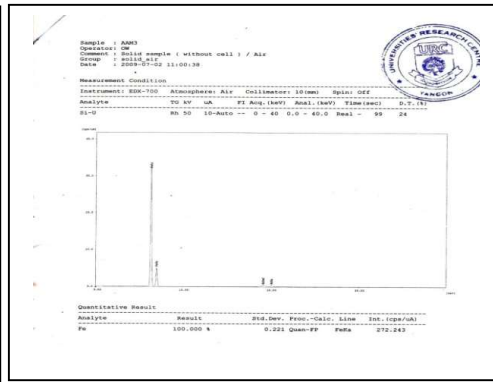 Sample : AAM3
Operator: OW
Comment : Solid sample ( without cell ) / Air
Group : solid_air
Date : 2009-07-02 11:00:38
Measurement Condition
Instrument: EDX-700 Atmosphere: Air Collimator: 10(mm) Spin: Off
Analyte TG kV uA FI Acq.(keV) Anal.(keV) Time(sec) D.T.(%)
Si-U Rh 50 10-Auto -- 0 - 40 0.0 - 40.0 Real - 99 24
Quantitative Result
Analyte Result Std.Dev. Proc.-Calc. Line Int.(cps/uA)
Fe 100.000 % 0.221 Quan-FP FeKa 272.243
UNIVERSITIES' RESEARCH CENTRE
URC
YANGON